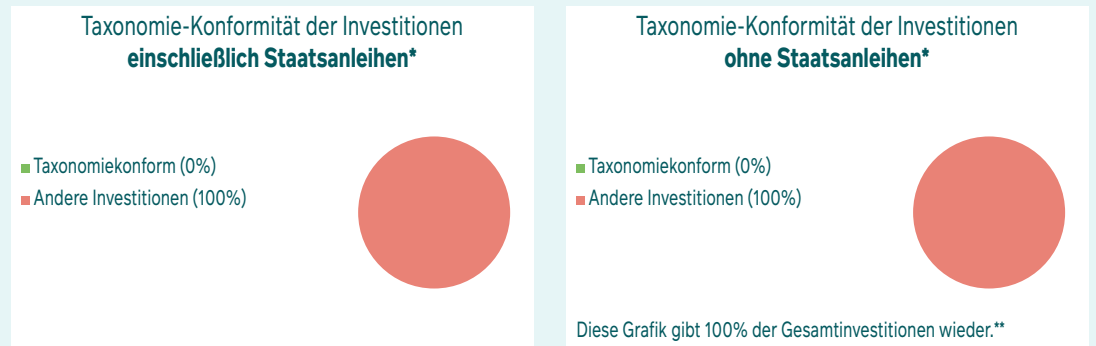 Taxonomie-Konformität der Investitionen
einschließlich Staatsanleihen*
Taxonomiekonform (0%)
Andere Investitionen (100%)
Taxonomie-Konformität der Investitionen
ohne Staatsanleihen*
Taxonomiekonform (0%)
Andere Investitionen (100%)
Diese Grafik gibt 100% der Gesamtinvestitionen wieder.**